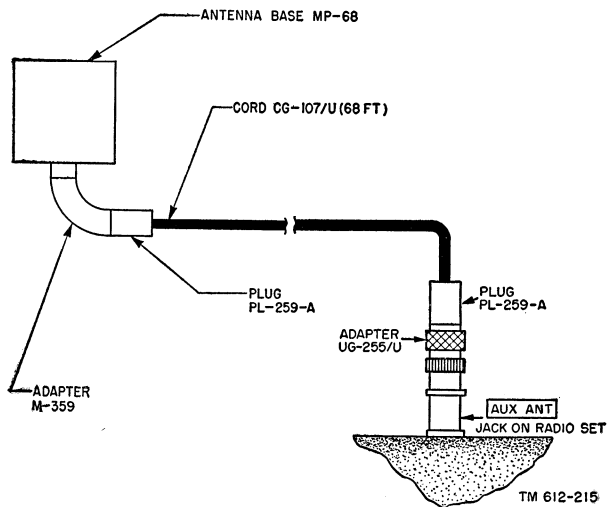 ANTENNA BASE MP-68
CORD CG-107/U (68 FT)
PLUG
PL-259-A
PLUG
PL-259-A
ADAPTER
UG-255/U
ADAPTER
M-359
AUX ANT
JACK ON RADIO SET
TM 612-215